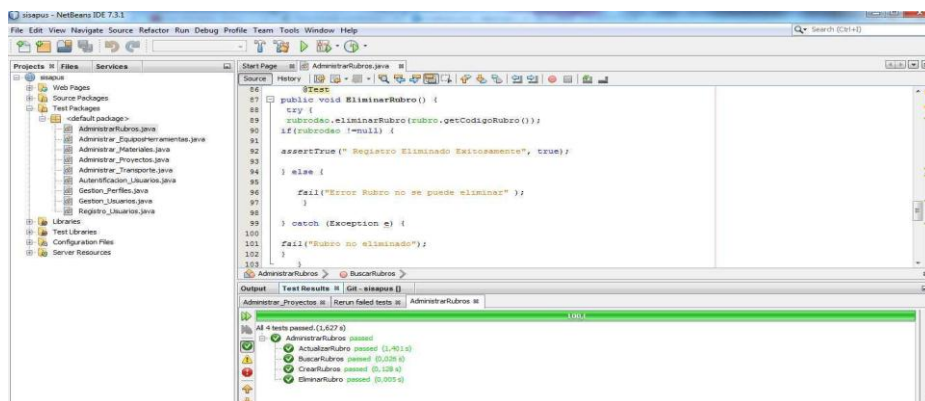 sisapus - NetBeans IDE 7.3.1
File Edit View Navigate Source Refactor Run Debug Profile Team Tools Window Help
Search (Ctrl+I)
Projects Files Services
Start Page AdministrarRubros.java
Source History
sisapus
Web Pages
Source Packages
Test Packages
<default package>
AdministrarRubros.java
Administrar_EquiposHerramientas.java
Administrar_Materiales.java
Administrar_Proyectos.java
Administrar_Transporte.java
Autentificacion_Usuarios.java
Gestion_Perfiles.java
Gestion_Usuarios.java
Registro_Usuarios.java
Libraries
Test Libraries
Configuration Files
Server Resources
86 @Test
87 public void EliminarRubro() {
88 try {
89 rubrodao.eliminarRubro(rubro.getCodigoRubro());
90 if(rubrodao !=null) {
91
92 assertTrue(" Registro Eliminado Exitosamente", true);
93
94 } else {
95
96 fail("Error Rubro no se puede eliminar" );
97 }
98
99 } catch (Exception e) {
100
101 fail("Rubro no eliminado");
102 }
103 }
AdministrarRubros BuscarRubros
Output Test Results Git - sisapus []
Administrar_Proyectos Rerun failed tests AdministrarRubros
All 4 tests passed.(1,627 s)
AdministrarRubros passed
ActualizarRubro passed (1,401 s)
BuscarRubros passed (0,026 s)
CrearRubros passed (0,128 s)
EliminarRubro passed (0,005 s)